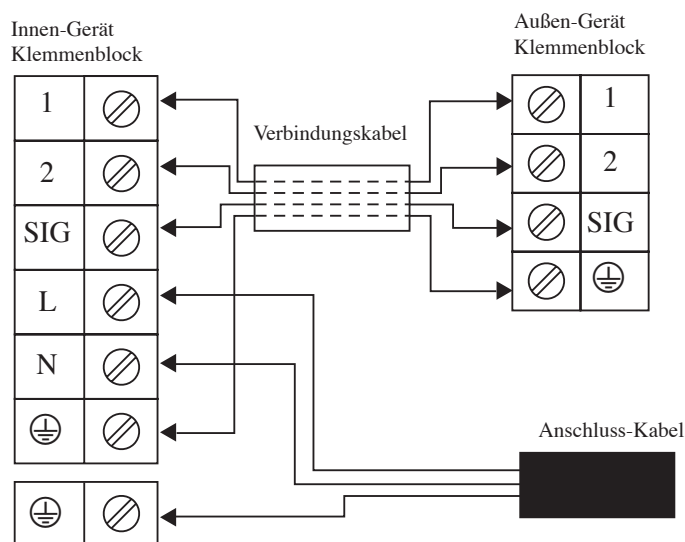 Innen-Gerät
Klemmenblock
1
2
SIG
L
N
Verbindungskabel
Außen-Gerät
Klemmenblock
1
2
SIG
Anschluss-Kabel